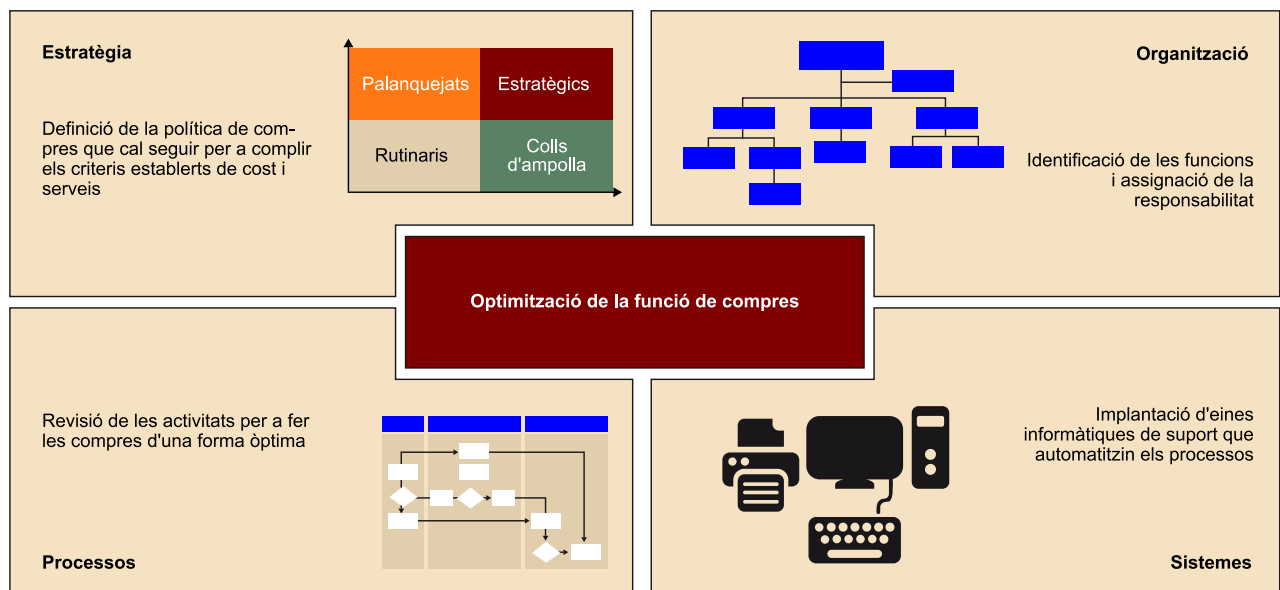 Estratègia
Definició de la política de com-
pres que cal seguir per a complir
els criteris establerts de cost i
serveis
Palanquejats
Estratègics
Rutinaris
Colls
d'ampolla
Organització
Identificació de les funcions
i assignació de la
responsabilitat
Optimització de la funció de compres
Revisió de les activitats per a fer
les compres d'una forma òptima
Processos
Implantació d'eines
informàtiques de suport que
automatitzin els processos
Sistemes